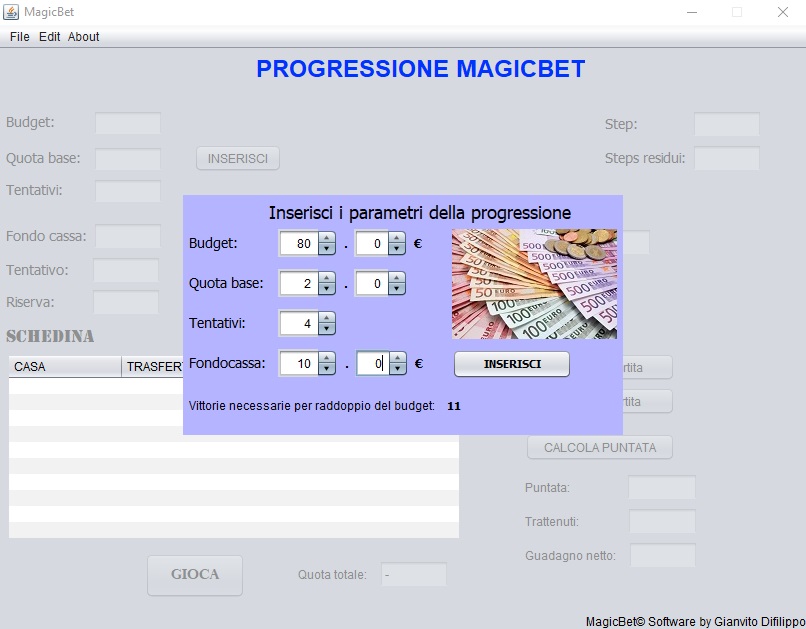 MagicBet
File Edit About
PROGRESSIONE MAGICBET
Budget:
Step:
Quota base:
INSERISCI
Steps residui:
Tentativi:
Inserisci i parametri della progressione
Budget: 80 . 0 €
Fondo cassa:
Tentativo:
Quota base: 2 . 0
Riserva:
Tentativi: 4
SCHEDINA
Fondocassa: 10 . 0 €
INSERISCI
CASA
Vittorie necessarie per raddoppio del budget: 11
CALCOLA PUNTATA
Puntata:
Trattenuti:
Guadagno netto:
GIOCA
Quota totale: -
MagicBet© Software by Gianvito Difilippo